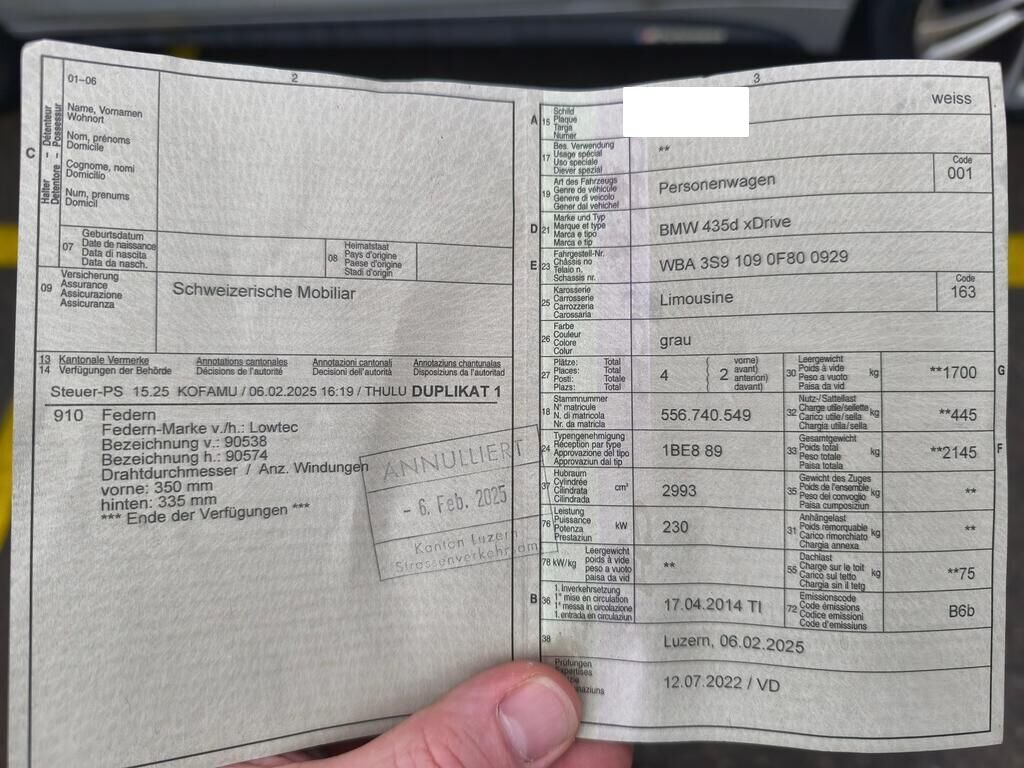 2
01–06
Halter – Détenteur
Detentore – Possessur
C
Name, Vornamen
Wohnort
Nom, prénoms
Domicile
Cognome, nomi
Domicilio
Num, prenums
Domicil
07
Geburtsdatum
Date de naissance
Data di nascita
Data da nasch.
08
Heimatstaat
Pays d'origine
Paese d'origine
Stadi d'origin
09
Versicherung
Assurance
Assicurazione
Assicuranza
Schweizerische Mobiliar
13 Kantonale Vermerke Annotations cantonales Annotazioni cantonali Annotaziuns chantunalas
14 Verfügungen der Behörde Décisions de l'autorité Decisioni dell'autorità Disposiziuns da l'autoritad
Steuer-PS 15.25 KOFAMU / 06.02.2025 16:19 / THULU DUPLIKAT 1
910 Federn
Federn-Marke v./h.: Lowtec
Bezeichnung v.: 90538
Bezeichnung h.: 90574
Drahtdurchmesser / Anz. Windungen
vorne: 350 mm
hinten: 335 mm
*** Ende der Verfügungen ***
ANNULLIERT
- 6. Feb. 2025
Kanton Luzern
Strassenverkehrsamt
3
A 15
Schild
Plaque
Targa
Numer
weiss
17
Bes. Verwendung
Usage spécial
Uso speciale
Diever spezial
**
19
Art des Fahrzeugs
Genre de véhicule
Genere di veicolo
Gener dal vehichel
Personenwagen
Code
001
D 21
Marke und Typ
Marque et type
Marca e tipo
Marca e tip
BMW 435d xDrive
E 23
Fahrgestell-Nr.
Châssis no
Telaio n.
Schassis nr.
WBA 3S9 109 0F80 0929
25
Karosserie
Carrosserie
Carrozzeria
Carossaria
Limousine
Code
163
26
Farbe
Couleur
Colore
Colur
grau
27
Plätze: Total
Places: Total
Posti: Totale
Plazs: Total
4
2
vorne)
avant)
anteriori)
davant)
30
Leergewicht
Poids à vide
Peso a vuoto
Paisa da vid
kg
**1700
G
18
Stammnummer
N° matricule
N. di matricola
Nr. da matricla
556.740.549
32
Nutz-/Sattellast
Charge utile/sellette
Carico utile/sella
Chargia utila/sella
kg
**445
24
Typengenehmigung
Réception par type
Approvazione del tipo
Approvaziun dal tip
1BE8 89
33
Gesamtgewicht
Poids total
Peso totale
Paisa totala
kg
**2145
F
37
Hubraum
Cylindrée
Cilindrata
Cilindrada
cm³
2993
35
Gewicht des Zuges
Poids de l'ensemble
Peso del convoglio
Paisa cumposiziun
kg
**
76
Leistung
Puissance
Potenza
Prestaziun
kW
230
31
Anhängelast
Poids remorquable
Carico rimorchiato
Chargia annexa
kg
**
78 kW/kg
Leergewicht
poids à vide
peso a vuoto
paisa da vid
**
55
Dachlast
Charge sur le toit
Carico sul tetto
Chargia sin il tetg
kg
**75
B 36
1. Inverkehrsetzung
1re mise en circulation
1a messa in circolazione
1. entrada en circulaziun
17.04.2014 TI
72
Emissionscode
Code émissions
Codice emissioni
Code d'emissiuns
B6b
38
Luzern, 06.02.2025
Prüfungen
12.07.2022 / VD